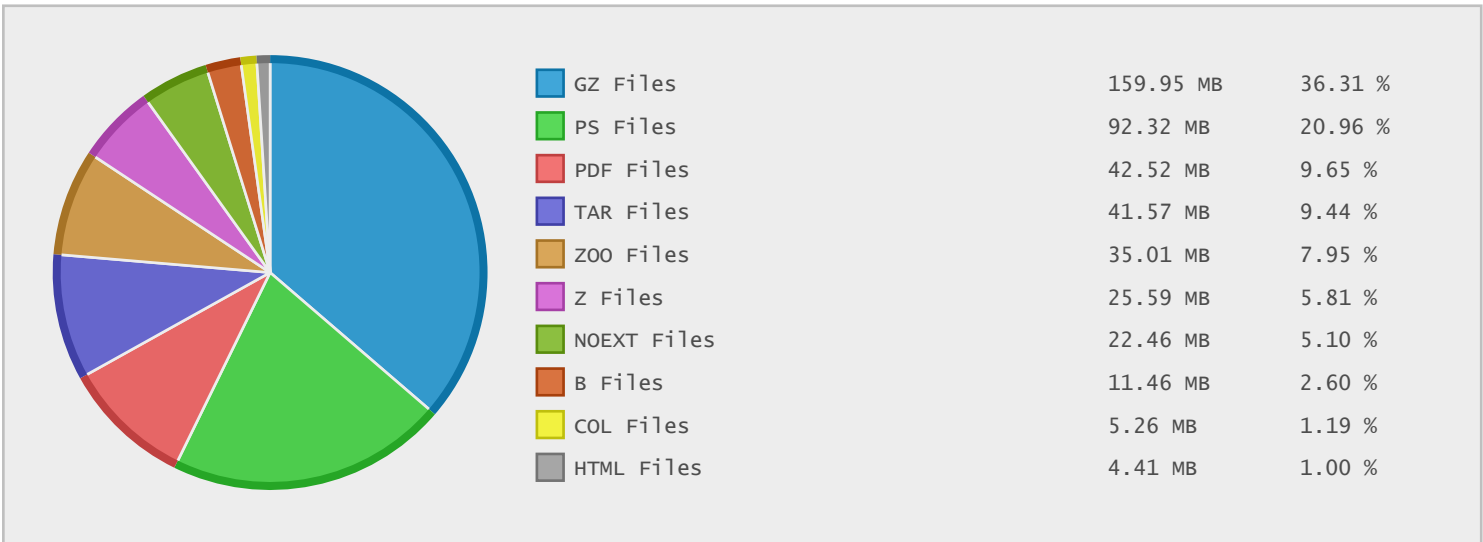 GZ Files 159.95 MB 36.31 %
PS Files 92.32 MB 20.96 %
PDF Files 42.52 MB 9.65 %
TAR Files 41.57 MB 9.44 %
ZOO Files 35.01 MB 7.95 %
Z Files 25.59 MB 5.81 %
NOEXT Files 22.46 MB 5.10 %
B Files 11.46 MB 2.60 %
COL Files 5.26 MB 1.19 %
HTML Files 4.41 MB 1.00 %